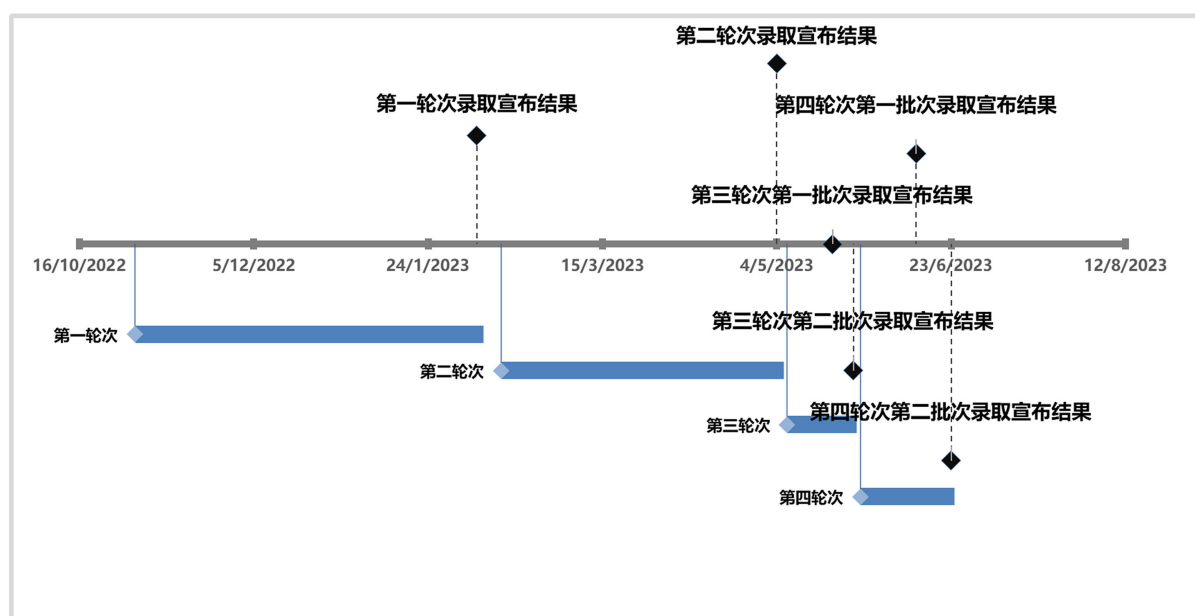 第二轮次录取宣布结果
第一轮次录取宣布结果
第四轮次第一批次录取宣布结果
第三轮次第一批次录取宣布结果
16/10/2022
5/12/2022
24/1/2023
15/3/2023
4/5/2023
23/6/2023
12/8/2023
第三轮次第二批次录取宣布结果
第一轮次
第二轮次
第四轮次第二批次录取宣布结果
第三轮次
第四轮次